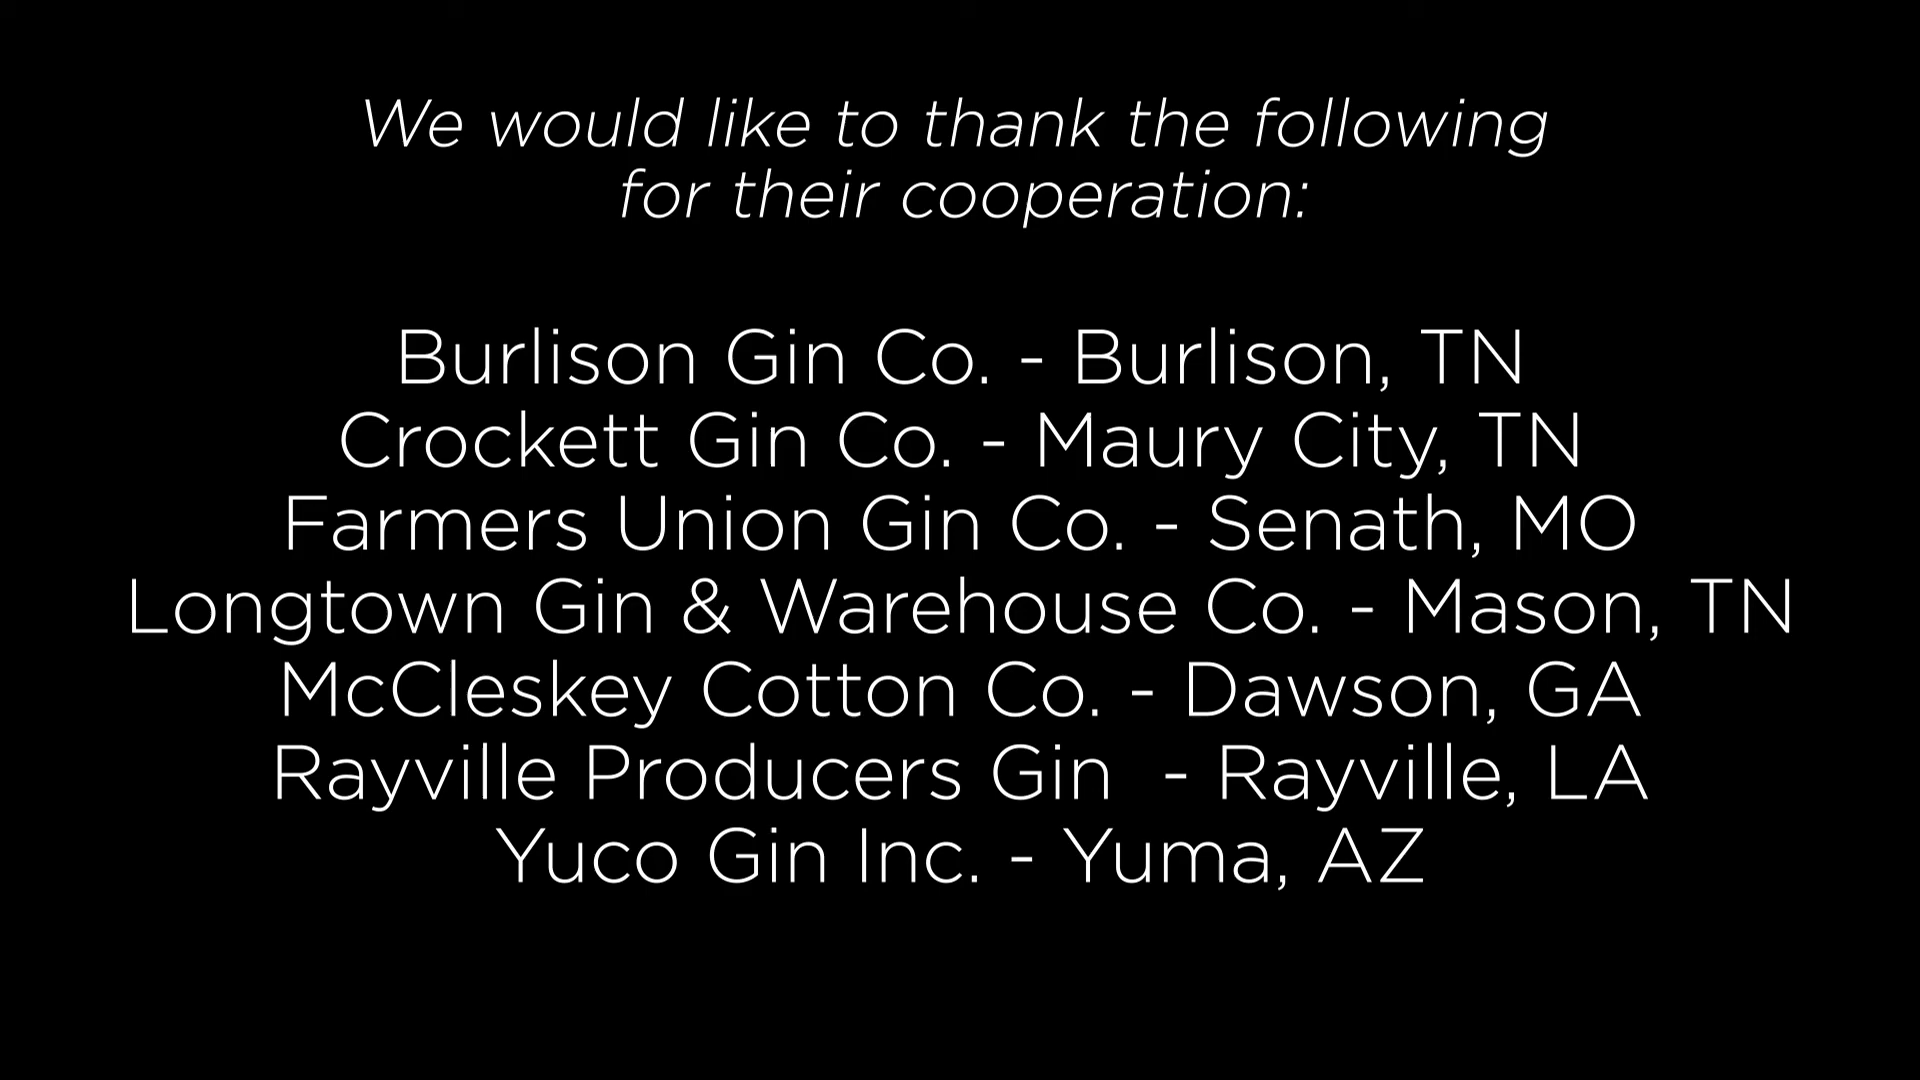 We would like to thank the following
for their cooperation:
Burlison Gin Co. - Burlison, TN
Crockett Gin Co. - Maury City, TN
Farmers Union Gin Co. - Senath, MO
Longtown Gin & Warehouse Co. - Mason, TN
McCleskey Cotton Co. - Dawson, GA
Rayville Producers Gin  - Rayville, LA
Yuco Gin Inc. - Yuma, AZ